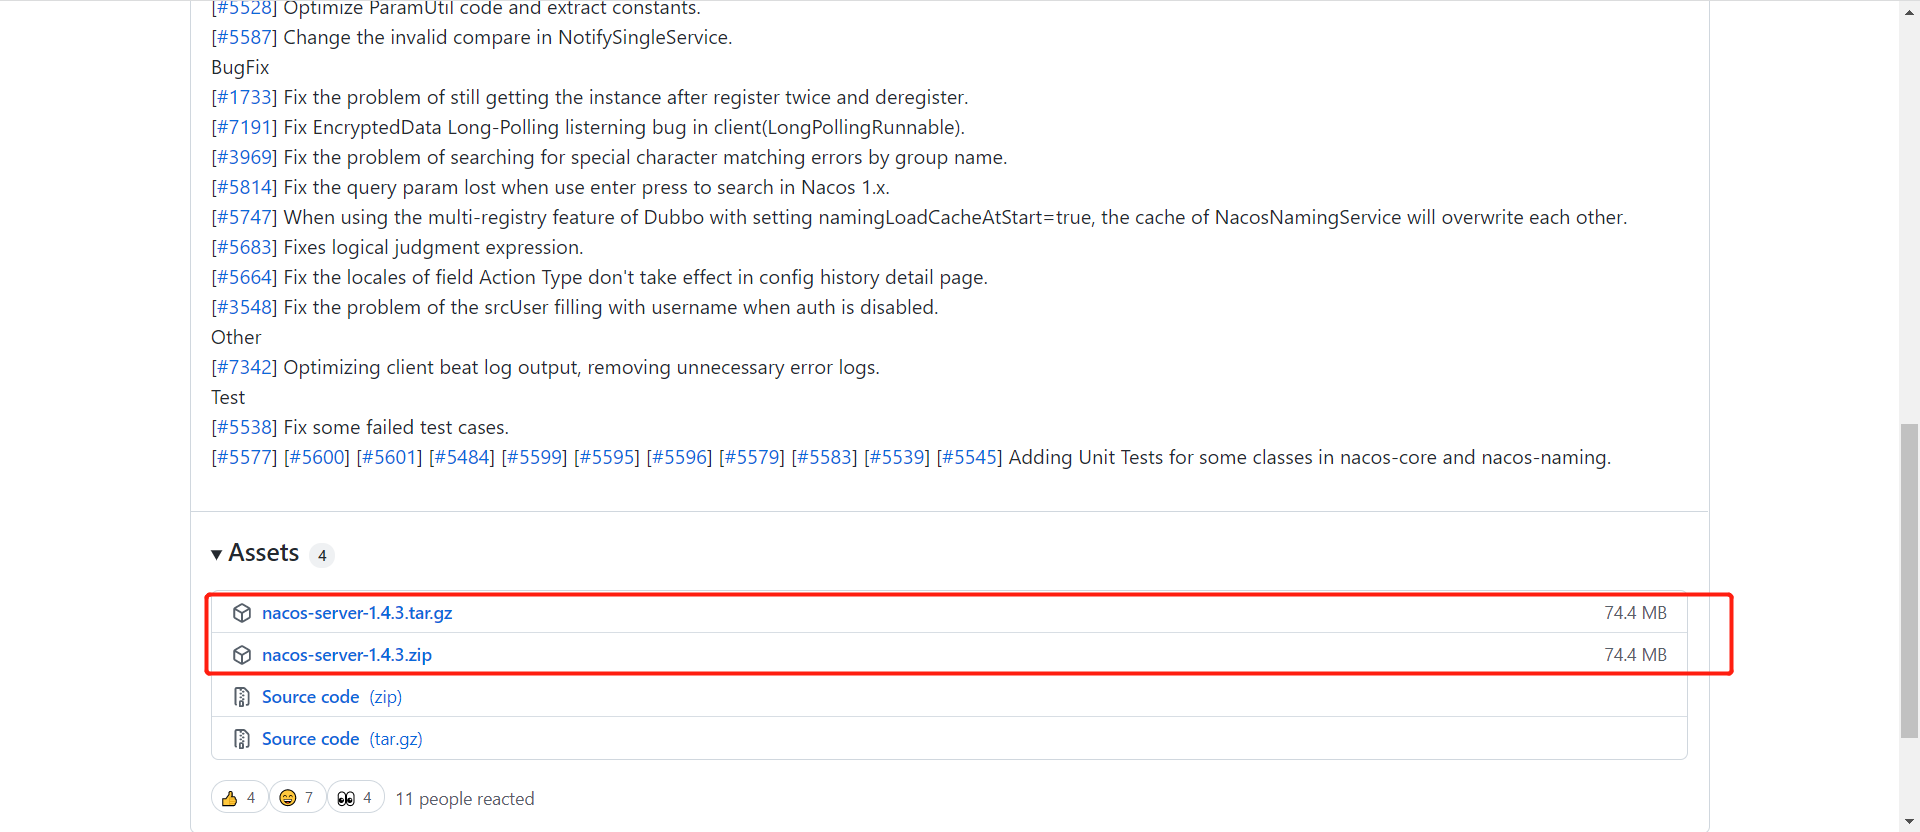 [#5528] Optimize ParamUtil code and extract constants.
[#5587] Change the invalid compare in NotifySingleService.
BugFix
[#1733] Fix the problem of still getting the instance after register twice and deregister.
[#7191] Fix EncryptedData Long-Polling listerning bug in client(LongPollingRunnable).
[#3969] Fix the problem of searching for special character matching errors by group name.
[#5814] Fix the query param lost when use enter press to search in Nacos 1.x.
[#5747] When using the multi-registry feature of Dubbo with setting namingLoadCacheAtStart=true, the cache of NacosNamingService will overwrite each other.
[#5683] Fixes logical judgment expression.
[#5664] Fix the locales of field Action Type don't take effect in config history detail page.
[#3548] Fix the problem of the srcUser filling with username when auth is disabled.
Other
[#7342] Optimizing client beat log output, removing unnecessary error logs.
Test
[#5538] Fix some failed test cases.
[#5577] [#5600] [#5601] [#5484] [#5599] [#5595] [#5596] [#5579] [#5583] [#5539] [#5545] Adding Unit Tests for some classes in nacos-core and nacos-naming.
Assets 4
nacos-server-1.4.3.tar.gz 74.4 MB
nacos-server-1.4.3.zip 74.4 MB
Source code (zip)
Source code (tar.gz)
4 7 4 11 people reacted